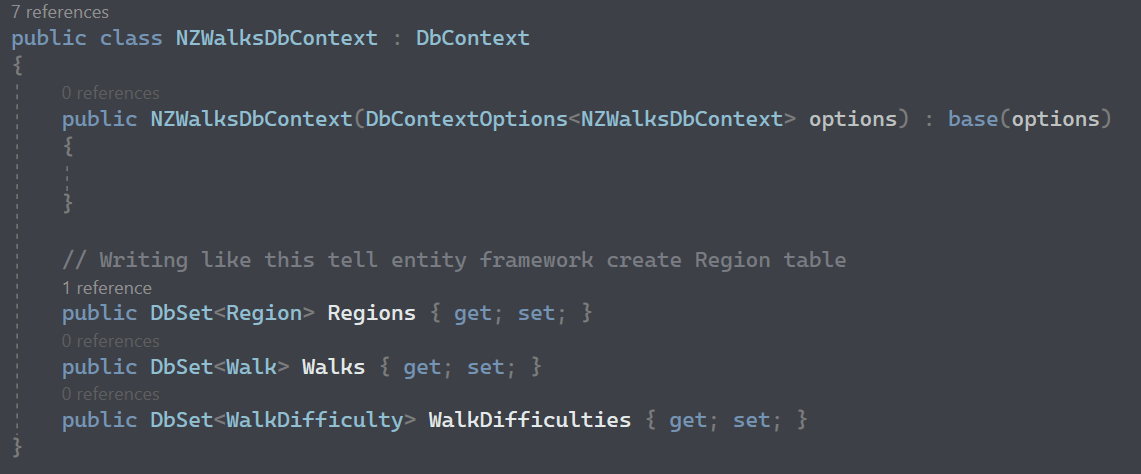 7 references
public class NZWalksDbContext : DbContext
{
0 references
public NZWalksDbContext(DbContextOptions<NZWalksDbContext> options) : base(options)
{
}
// Writing like this tell entity framework create Region table
1 reference
public DbSet<Region> Regions { get; set; }
0 references
public DbSet<Walk> Walks { get; set; }
0 references
public DbSet<WalkDifficulty> WalkDifficulties { get; set; }
}